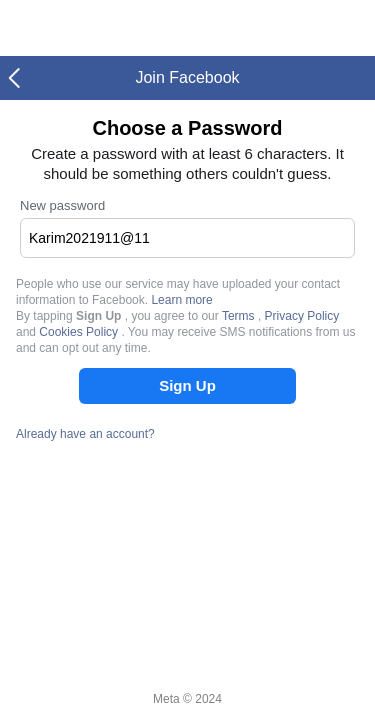 Join Facebook
Choose a Password
Create a password with at least 6 characters. It
should be something others couldn't guess.
New password
Karim2021911@11
People who use our service may have uploaded your contact
information to Facebook. Learn more
By tapping Sign Up , you agree to our Terms , Privacy Policy
and Cookies Policy . You may receive SMS notifications from us
and can opt out any time.
Sign Up
Already have an account?
Meta © 2024